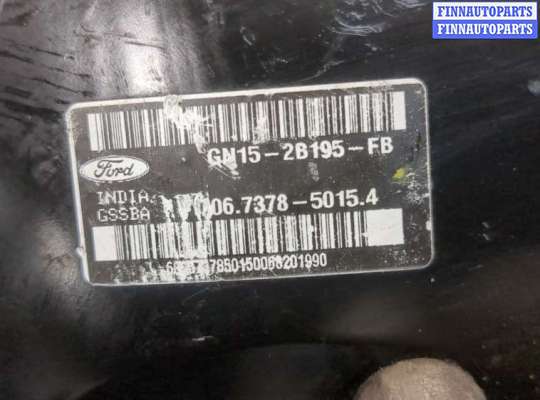 FINNAUTOPARTS
FINNAUTOPARTS
GN15-2B195-FB
Ford
INDIA
GSSBA 06.7378-5015.4